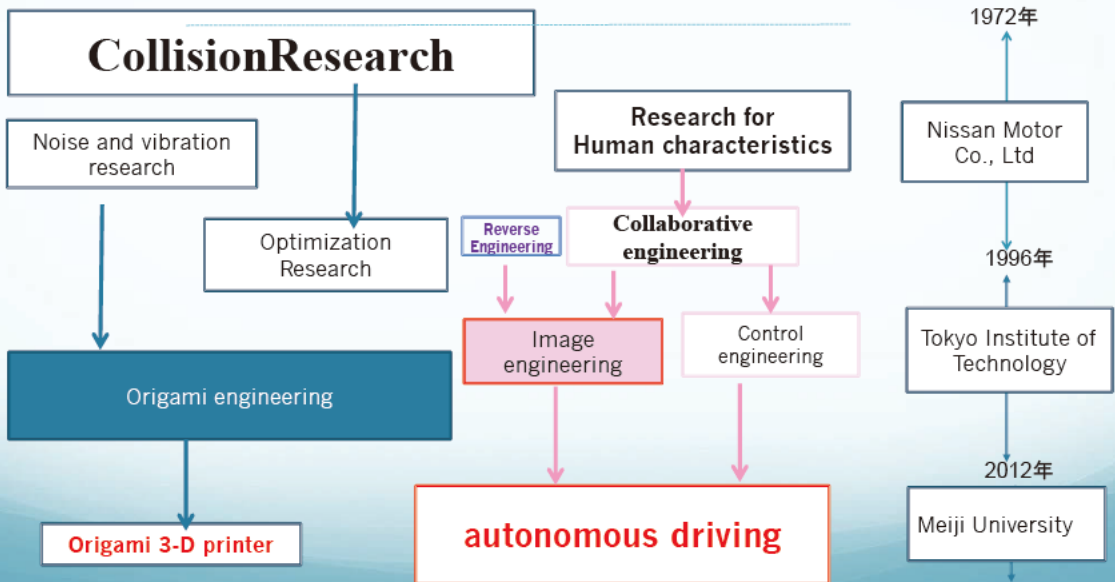 CollisionResearch
Noise and vibration
research
Optimization
Research
Origami engineering
Origami 3-D printer
Research for
Human characteristics
Reverse
Engineering
Collaborative
engineering
Image
engineering
Control
engineering
autonomous driving
1972年
Nissan Motor
Co., Ltd
1996年
Tokyo Institute of
Technology
2012年
Meiji University